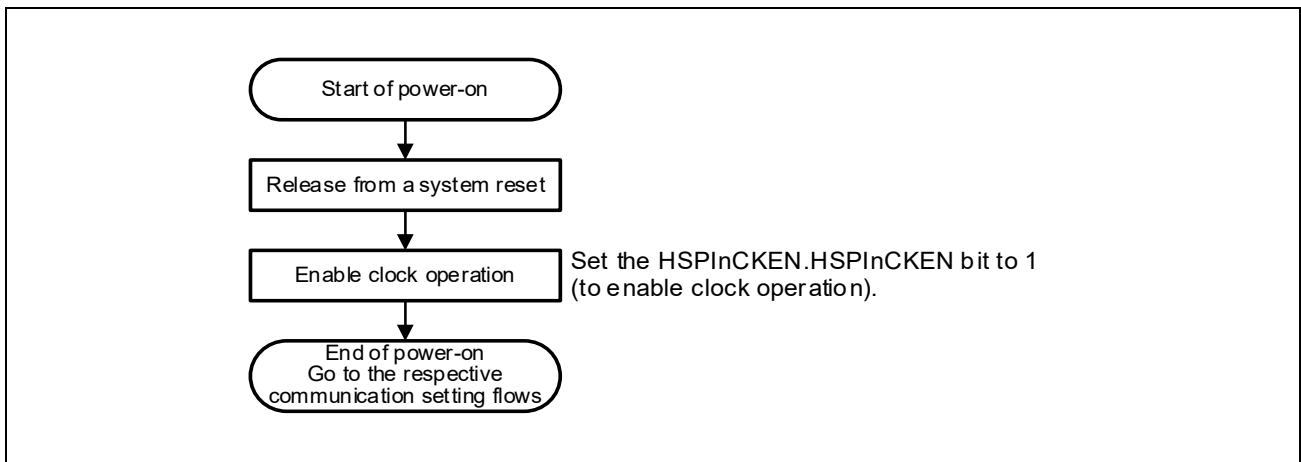 Start of power-on
Release from a system reset
Enable clock operation
Set the HSPInCKEN.HSPInCKEN bit to 1
(to enable clock operation).
End of power-on
Go to the respective
communication setting flows